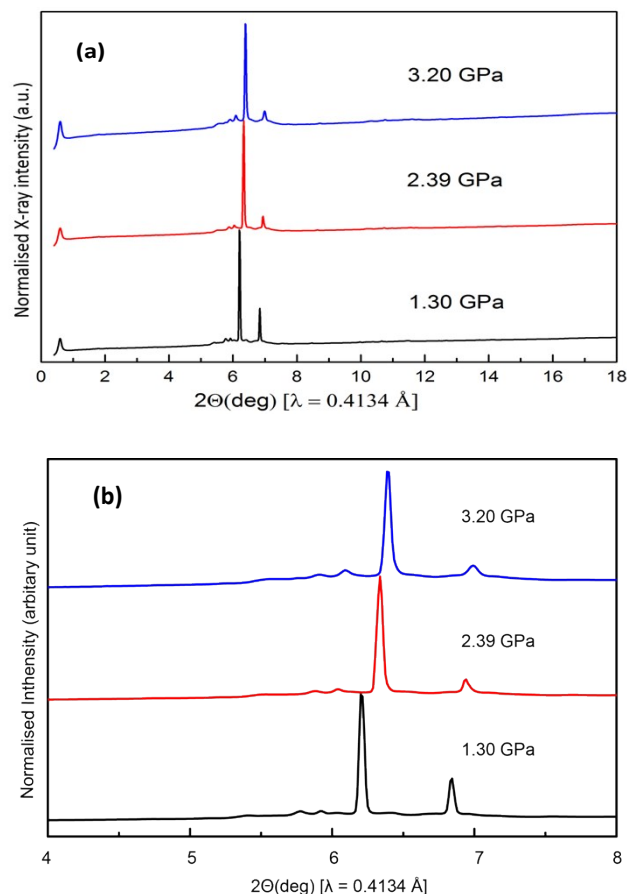 (a)
3.20 GPa
2.39 GPa
1.30 GPa
Normalised X-ray intensity (a.u.)
0 2 4 6 8 10 12 14 16 18
2Θ(deg) [λ = 0.4134 Å]
(b)
3.20 GPa
2.39 GPa
1.30 GPa
Normalised Inthensity (arbitary unit)
4 5 6 7 8
2Θ(deg) [λ = 0.4134 Å]